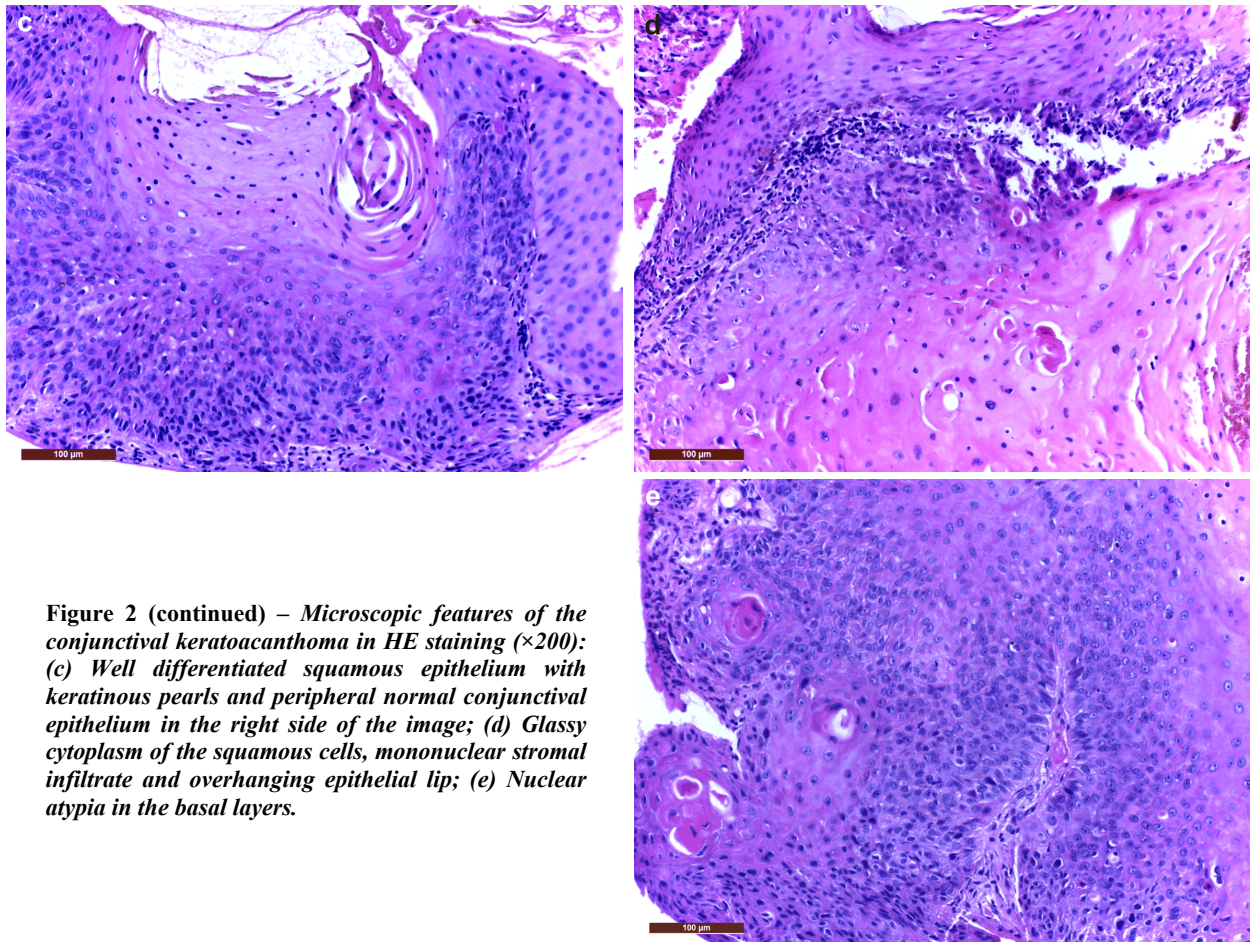 c
d
100 µm
100 µm
e
Figure 2 (continued) – Microscopic features of the
conjunctival keratoacanthoma in HE staining (×200):
(c) Well differentiated squamous epithelium with
keratinous pearls and peripheral normal conjunctival
epithelium in the right side of the image; (d) Glassy
cytoplasm of the squamous cells, mononuclear stromal
infiltrate and overhanging epithelial lip; (e) Nuclear
atypia in the basal layers.
100 µm